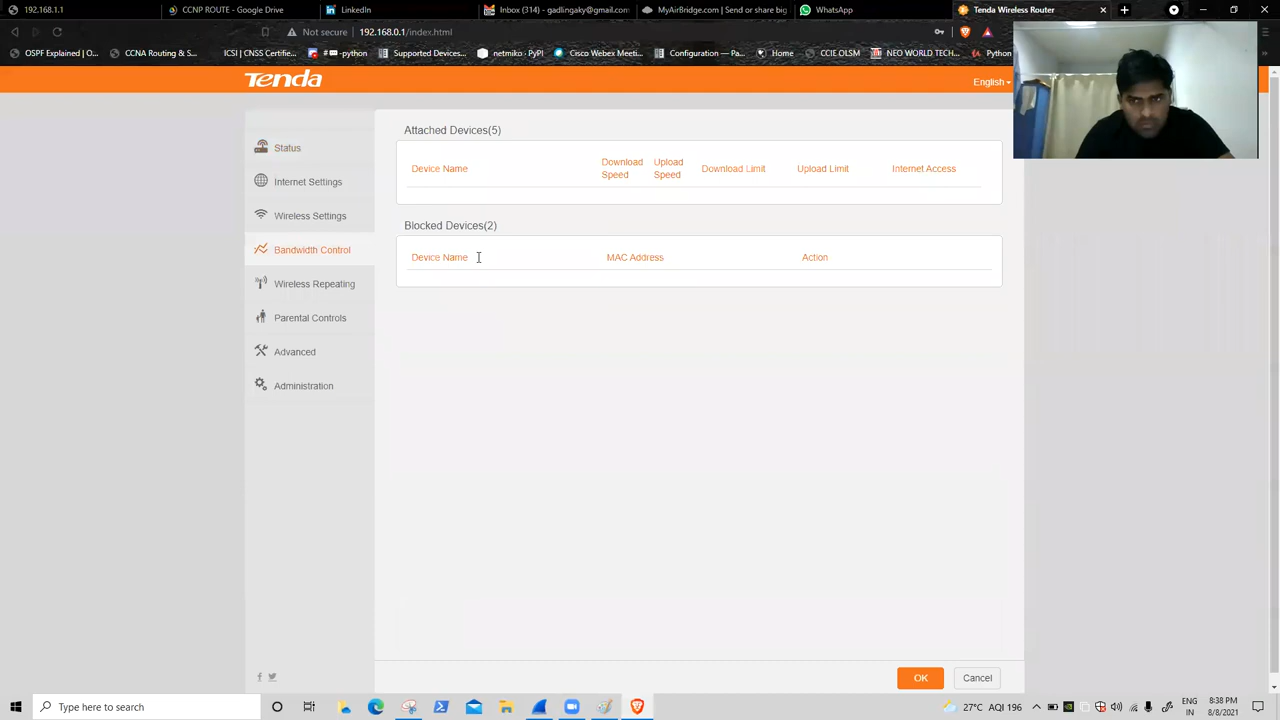 192.168.1.1
CCNP ROUTE - Google Drive
LinkedIn
Inbox (314) - gadlingaky@gmail.com
MyAirBridge.com | Send or share big
WhatsApp
Tenda Wireless Router
Not secure
192.168.0.1/index.html
OSPF Explained | O...
CCNA Routing & S...
ICSI | CNSS Certifi...
#~python
Supported Devices...
netmiko · PyPI
Cisco Webex Meeti...
Configuration — Pa...
Home
CCIE.OLSM
NEO WORLD TECH...
Tenda
English
Status
Internet Settings
Wireless Settings
Bandwidth Control
Wireless Repeating
Parental Controls
Advanced
Administration
Attached Devices(5)
Device Name
Download Speed
Upload Speed
Download Limit
Upload Limit
Internet Access
Blocked Devices(2)
Device Name
MAC Address
Action
OK
Cancel
Type here to search
27°C AQI 196
ENG
IN
8:38 PM
8/8/2021